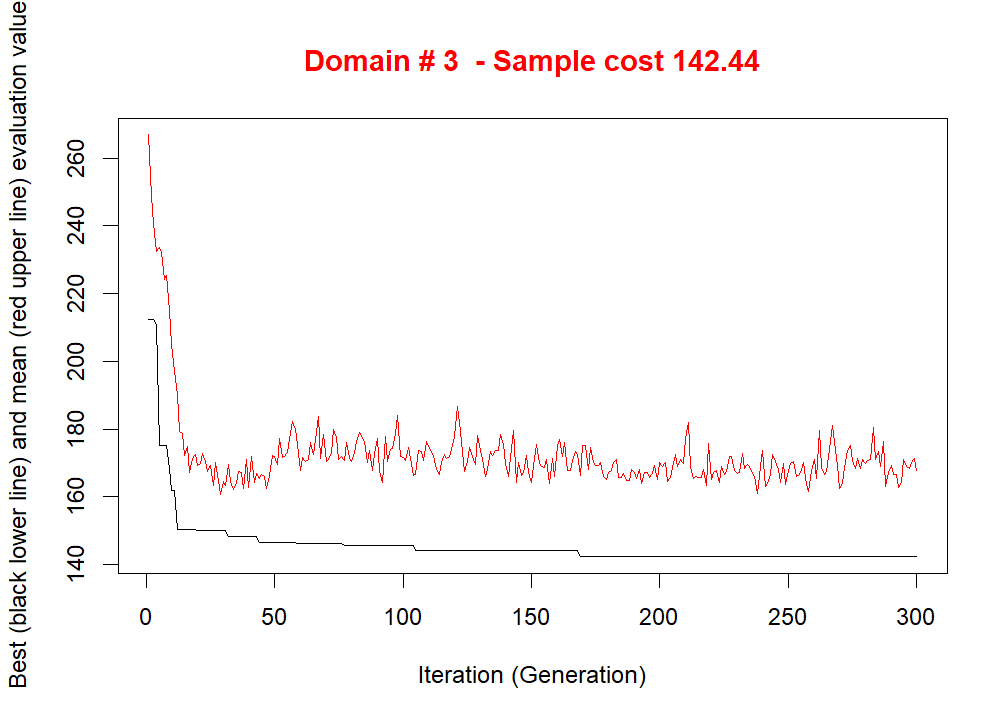 Domain # 3 - Sample cost 142.44
Best (black lower line) and mean (red upper line) evaluation value
260
240
220
200
180
160
140
0 50 100 150 200 250 300
Iteration (Generation)